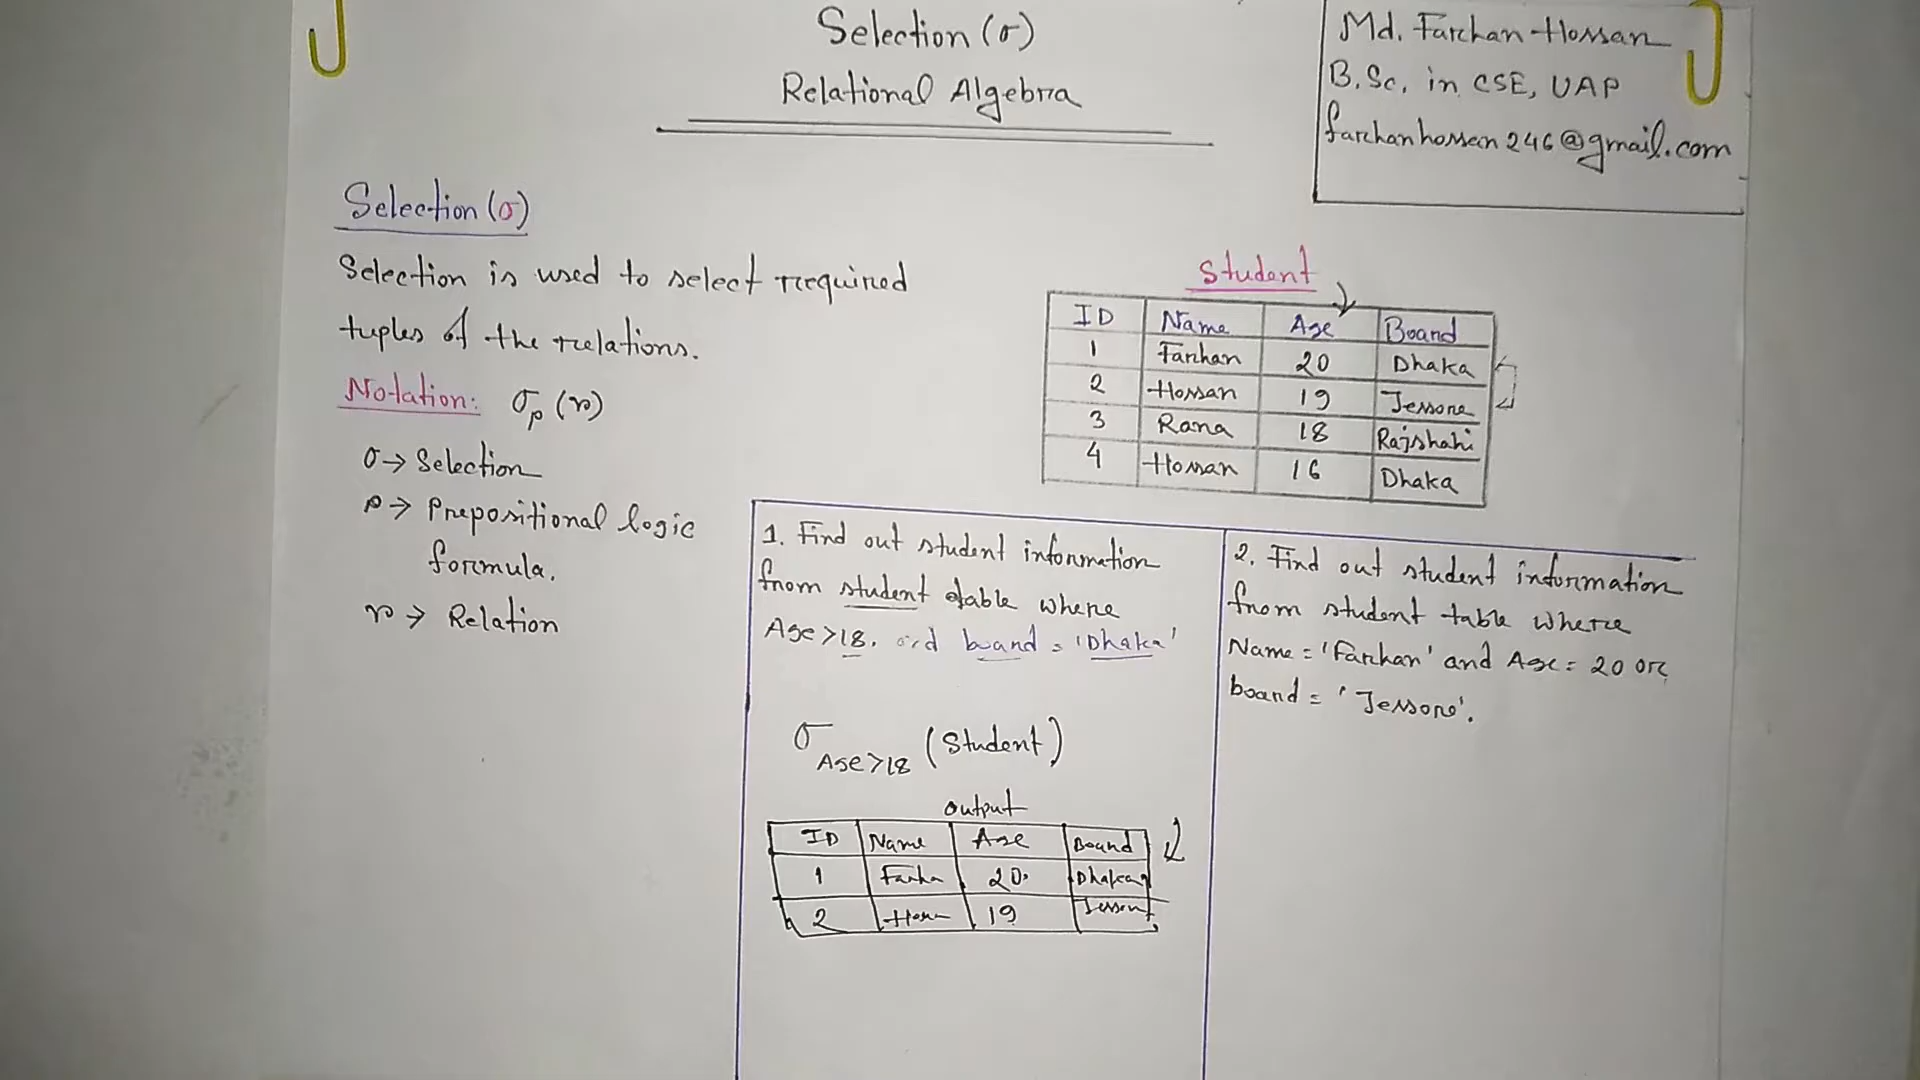 Selection (σ)
Relational Algebra
Md. Farhan Hossan
B.Sc. in CSE, UAP
farhanhossan246@gmail.com
Selection (σ)
Selection is used to select required
tuples of the relations.
Notation: σp (r)
σ → Selection
p → Prepositional logic
formula.
r → Relation
Student
ID Name Age Board
1 Farhan 20 Dhaka
2 Hossan 19 Jessore
3 Rana 18 Rajshahi
4 Hossan 16 Dhaka
1. Find out student information
from student table where
Age > 18. and board = 'Dhaka'
σ Age > 18 (Student)
output
ID Name Age Board
1 Farha 20 Dhaka
2 19
2. Find out student information
from student table where
Name = 'Farhan' and Age = 20 or
board = 'Jessore'.